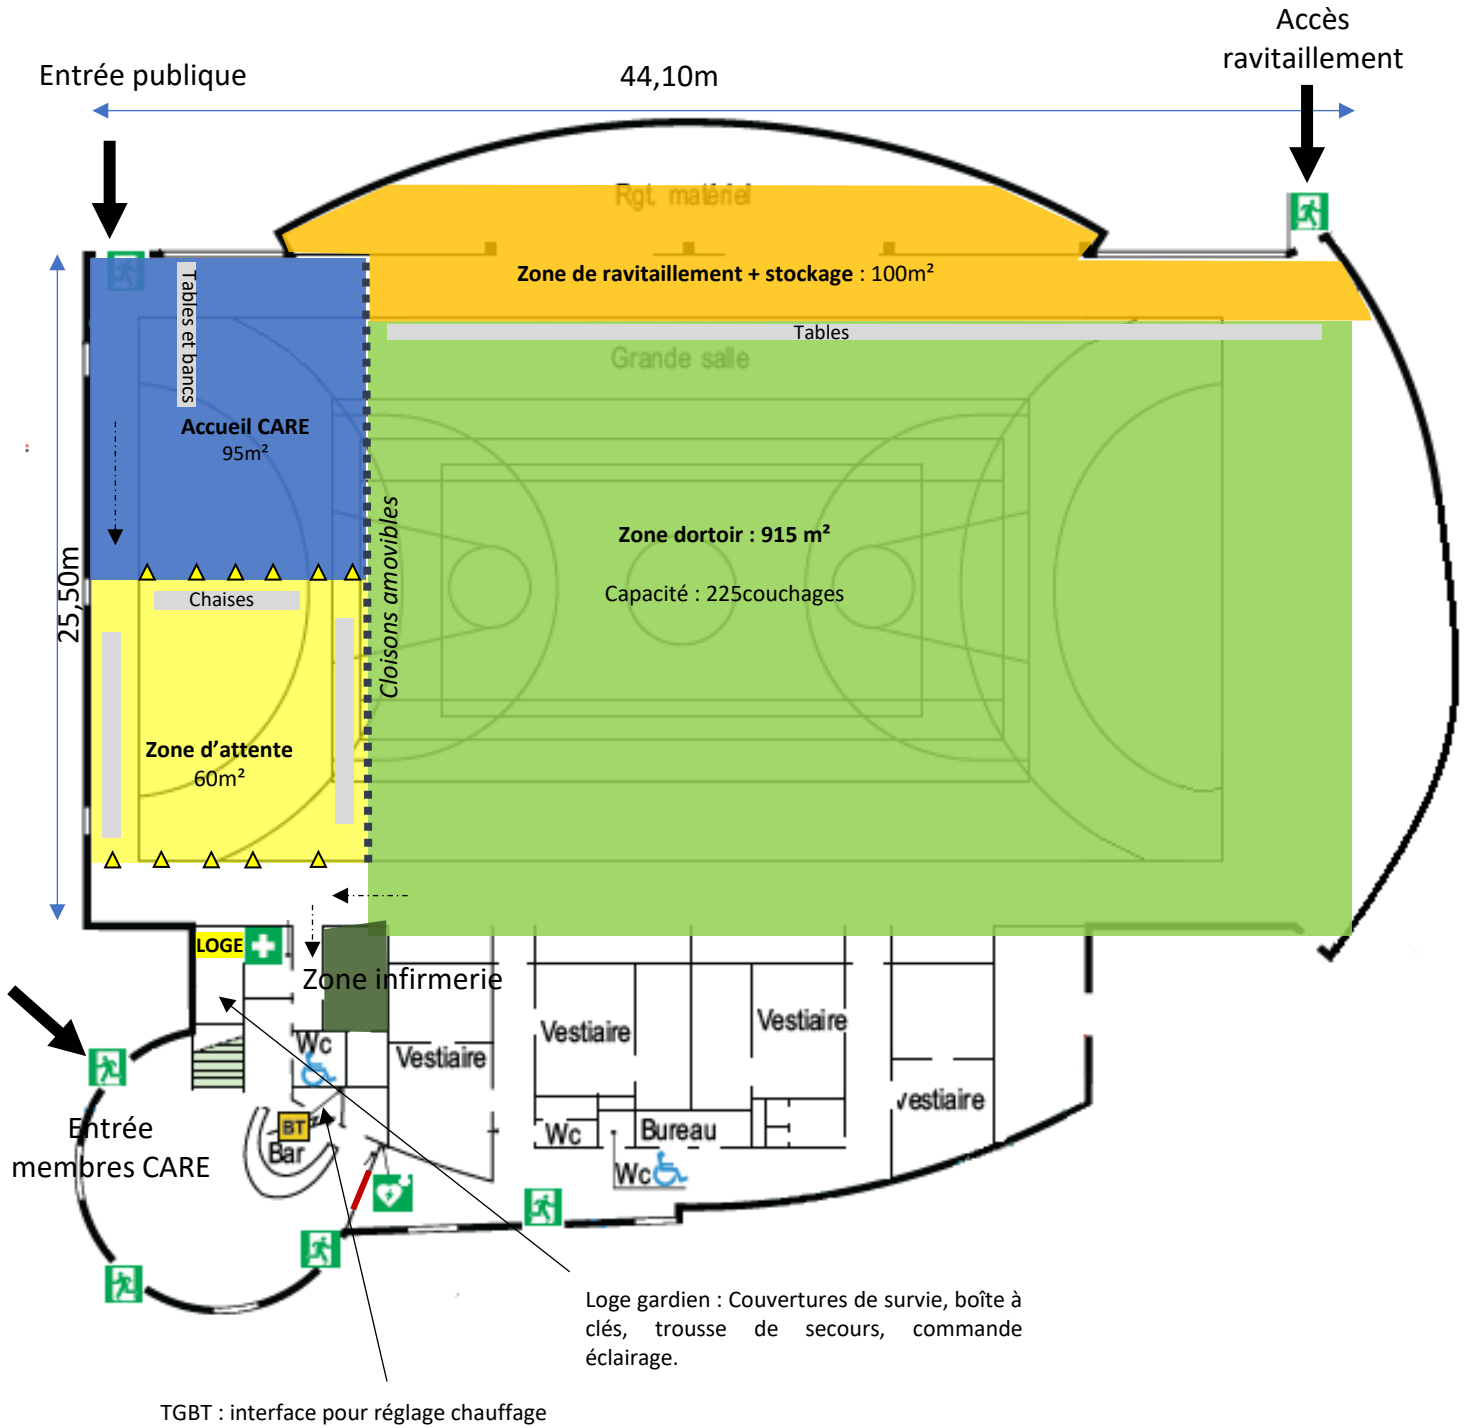 Accès
ravitaillement
Entrée publique
44,10m
Rgt. matériel
Zone de ravitaillement + stockage : 100m²
Tables et bancs
Tables
Grande salle
Accueil CARE
95m²
Cloisons amovibles
Zone dortoir : 915 m²
Capacité : 225couchages
25,50m
Chaises
Zone d’attente
60m²
LOGE
Zone infirmerie
Wc
Vestiaire
Vestiaire
Vestiaire
Vestiaire
Entrée
membres CARE
BT
Bar
Wc
Bureau
Wc
Loge gardien : Couvertures de survie, boîte à
clés, trousse de secours, commande
éclairage.
TGBT : interface pour réglage chauffage